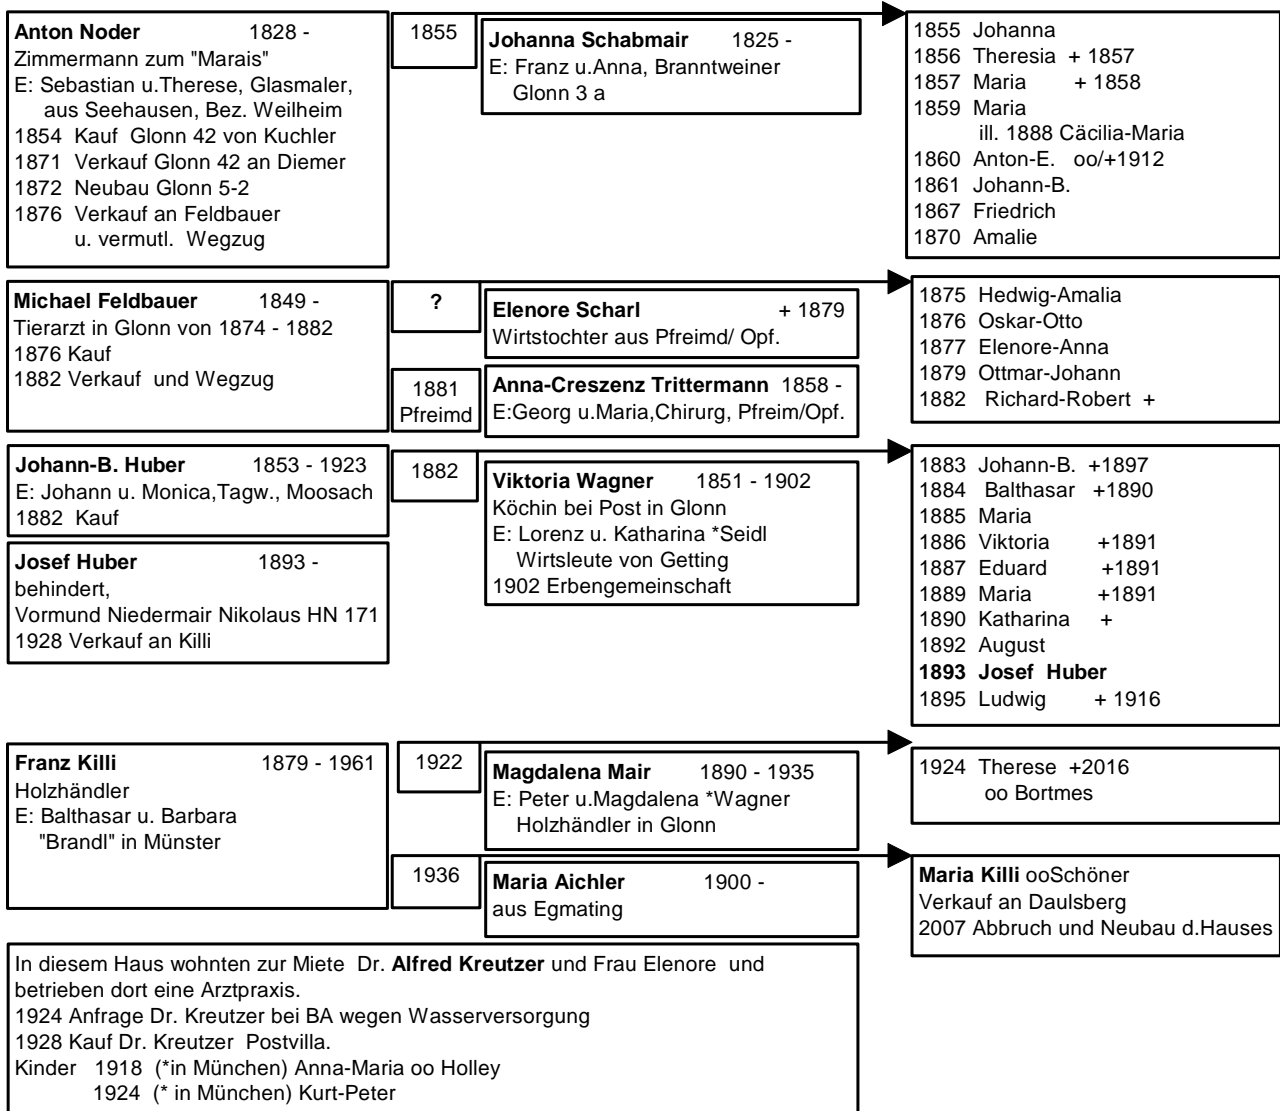 Anton Noder 1828 -
Zimmermann zum "Marais"
E: Sebastian u.Therese, Glasmaler,
aus Seehausen, Bez. Weilheim
1854 Kauf Glonn 42 von Kuchler
1871 Verkauf Glonn 42 an Diemer
1872 Neubau Glonn 5-2
1876 Verkauf an Feldbauer
u. vermutl. Wegzug
1855
Johanna Schabmair 1825 -
E: Franz u.Anna, Branntweiner
Glonn 3 a
1855 Johanna
1856 Theresia + 1857
1857 Maria + 1858
1859 Maria
ill. 1888 Cäcilia-Maria
1860 Anton-E. oo/+1912
1861 Johann-B.
1867 Friedrich
1870 Amalie
Michael Feldbauer 1849 -
Tierarzt in Glonn von 1874 - 1882
1876 Kauf
1882 Verkauf und Wegzug
?
Elenore Scharl + 1879
Wirtstochter aus Pfreimd/ Opf.
1881
Pfreimd
Anna-Creszenz Trittermann 1858 -
E:Georg u.Maria,Chirurg, Pfreim/Opf.
1875 Hedwig-Amalia
1876 Oskar-Otto
1877 Elenore-Anna
1879 Ottmar-Johann
1882 Richard-Robert +
Johann-B. Huber 1853 - 1923
E: Johann u. Monica,Tagw., Moosach
1882 Kauf
Josef Huber 1893 -
behindert,
Vormund Niedermair Nikolaus HN 171
1928 Verkauf an Killi
1882
Viktoria Wagner 1851 - 1902
Köchin bei Post in Glonn
E: Lorenz u. Katharina *Seidl
Wirtsleute von Getting
1902 Erbengemeinschaft
1883 Johann-B. +1897
1884 Balthasar +1890
1885 Maria
1886 Viktoria +1891
1887 Eduard +1891
1889 Maria +1891
1890 Katharina +
1892 August
1893 Josef Huber
1895 Ludwig + 1916
Franz Killi 1879 - 1961
Holzhändler
E: Balthasar u. Barbara
"Brandl" in Münster
1922
Magdalena Mair 1890 - 1935
E: Peter u.Magdalena *Wagner
Holzhändler in Glonn
1924 Therese +2016
oo Bortmes
1936
Maria Aichler 1900 -
aus Egmating
Maria Killi ooSchöner
Verkauf an Daulsberg
2007 Abbruch und Neubau d.Hauses
In diesem Haus wohnten zur Miete Dr. Alfred Kreutzer und Frau Elenore und
betrieben dort eine Arztpraxis.
1924 Anfrage Dr. Kreutzer bei BA wegen Wasserversorgung
1928 Kauf Dr. Kreutzer Postvilla.
Kinder 1918 (*in München) Anna-Maria oo Holley
1924 (* in München) Kurt-Peter